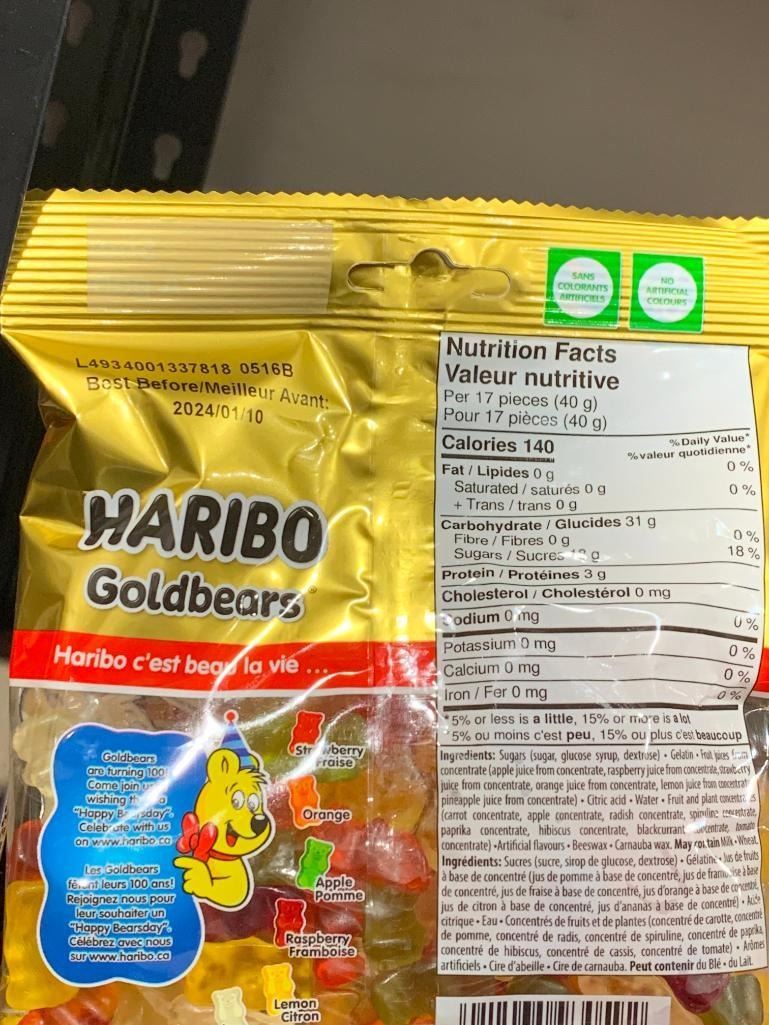 SANS
COLORANTS
ARTIFICIELS
NO
ARTIFICIAL
COLOURS
L4934001337818 0516B
Best Before/Meilleur Avant:
2024/01/10
HARIBO
Goldbears
Haribo c'est beau la vie ...
Goldbears
are turning 100!
Come join us
wishing th a
"Happy Bearsday".
Celebrate with us
on www.haribo.ca
Les Goldbears
fêtent leurs 100 ans!
Rejoignez nous pour
leur souhaiter un
"Happy Bearsday".
Célébrez avec nous
sur www.haribo.ca
Strawberry
Fraise
Orange
Apple
Pomme
Raspberry
Framboise
Lemon
Citron
Nutrition Facts
Valeur nutritive
Per 17 pieces (40 g)
Pour 17 pièces (40 g)
Calories 140
% Daily Value*
% valeur quotidienne*
Fat / Lipides 0 g 0 %
Saturated / saturés 0 g 0 %
+ Trans / trans 0 g
Carbohydrate / Glucides 31 g
Fibre / Fibres 0 g 0 %
Sugars / Sucres g 18 %
Protein / Protéines 3 g
Cholesterol / Cholestérol 0 mg
Sodium 0 mg 0 %
Potassium 0 mg 0 %
Calcium 0 mg 0 %
Iron / Fer 0 mg 0 %
*5% or less is a little, 15% or more is a lot
*5% ou moins c'est peu, 15% ou plus c'est beaucoup
Ingredients: Sugars (sugar, glucose syrup, dextrose) • Gelatin • Fruit juices from
concentrate (apple juice from concentrate, raspberry juice from concentrate, strawberry
juice from concentrate, orange juice from concentrate, lemon juice from concentrate,
pineapple juice from concentrate) • Citric acid • Water • Fruit and plant concentrates
(carrot concentrate, apple concentrate, radish concentrate, spirulina concentrate,
paprika concentrate, hibiscus concentrate, blackcurrant concentrate, tomato
concentrate) • Artificial flavours • Beeswax • Carnauba wax. May contain Milk • Wheat.
Ingrédients: Sucres (sucre, sirop de glucose, dextrose) • Gélatine • Jus de fruits
à base de concentré (jus de pomme à base de concentré, jus de framboise à base
de concentré, jus de fraise à base de concentré, jus d'orange à base de concentré,
jus de citron à base de concentré, jus d'ananas à base de concentré) • Acide
citrique • Eau • Concentrés de fruits et de plantes (concentré de carotte, concentré
de pomme, concentré de radis, concentré de spiruline, concentré de paprika,
concentré de hibiscus, concentré de cassis, concentré de tomate) • Arômes
artificiels • Cire d'abeille • Cire de carnauba. Peut contenir du Blé • du Lait.